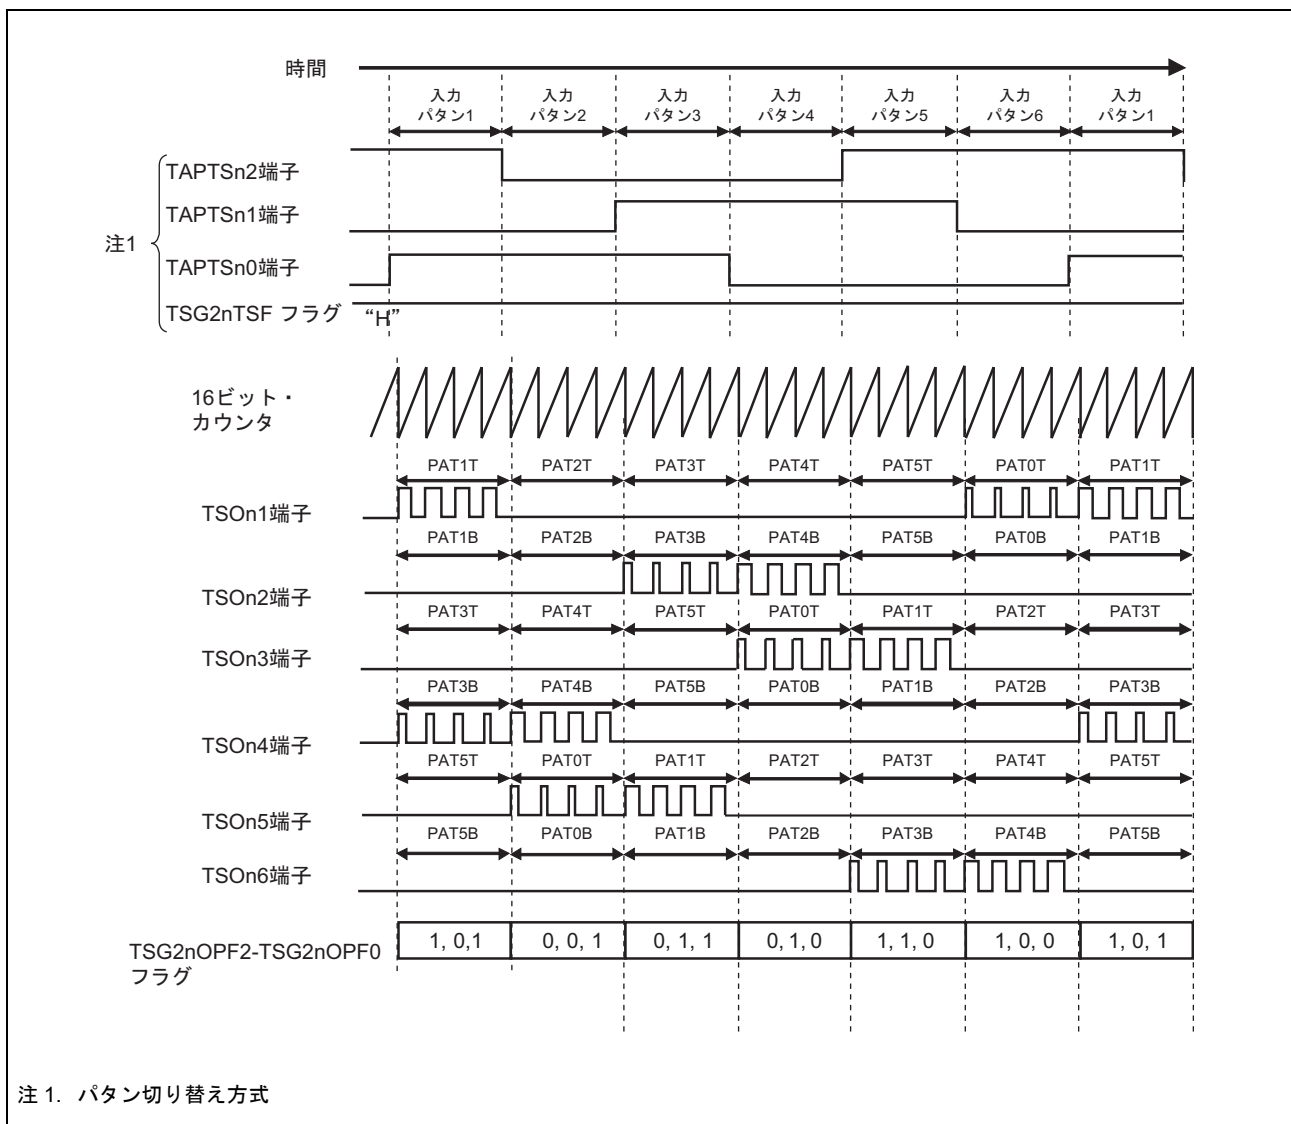 時間
入力 入力 入力 入力 入力 入力 入力
パタン1 パタン2 パタン3 パタン4 パタン5 パタン6 パタン1
TAPTSn2端子
TAPTSn1端子
注1
TAPTSn0端子
TSG2nTSF フラグ “H”
16ビット・
カウンタ
PAT1T PAT2T PAT3T PAT4T PAT5T PAT0T PAT1T
TSOn1端子
PAT1B PAT2B PAT3B PAT4B PAT5B PAT0B PAT1B
TSOn2端子
PAT3T PAT4T PAT5T PAT0T PAT1T PAT2T PAT3T
TSOn3端子
PAT3B PAT4B PAT5B PAT0B PAT1B PAT2B PAT3B
TSOn4端子
PAT5T PAT0T PAT1T PAT2T PAT3T PAT4T PAT5T
TSOn5端子
PAT5B PAT0B PAT1B PAT2B PAT3B PAT4B PAT5B
TSOn6端子
1, 0,1 0, 0, 1 0, 1, 1 0, 1, 0 1, 1, 0 1, 0, 0 1, 0, 1
TSG2nOPF2-TSG2nOPF0
フラグ
注 1. パタン切り替え方式